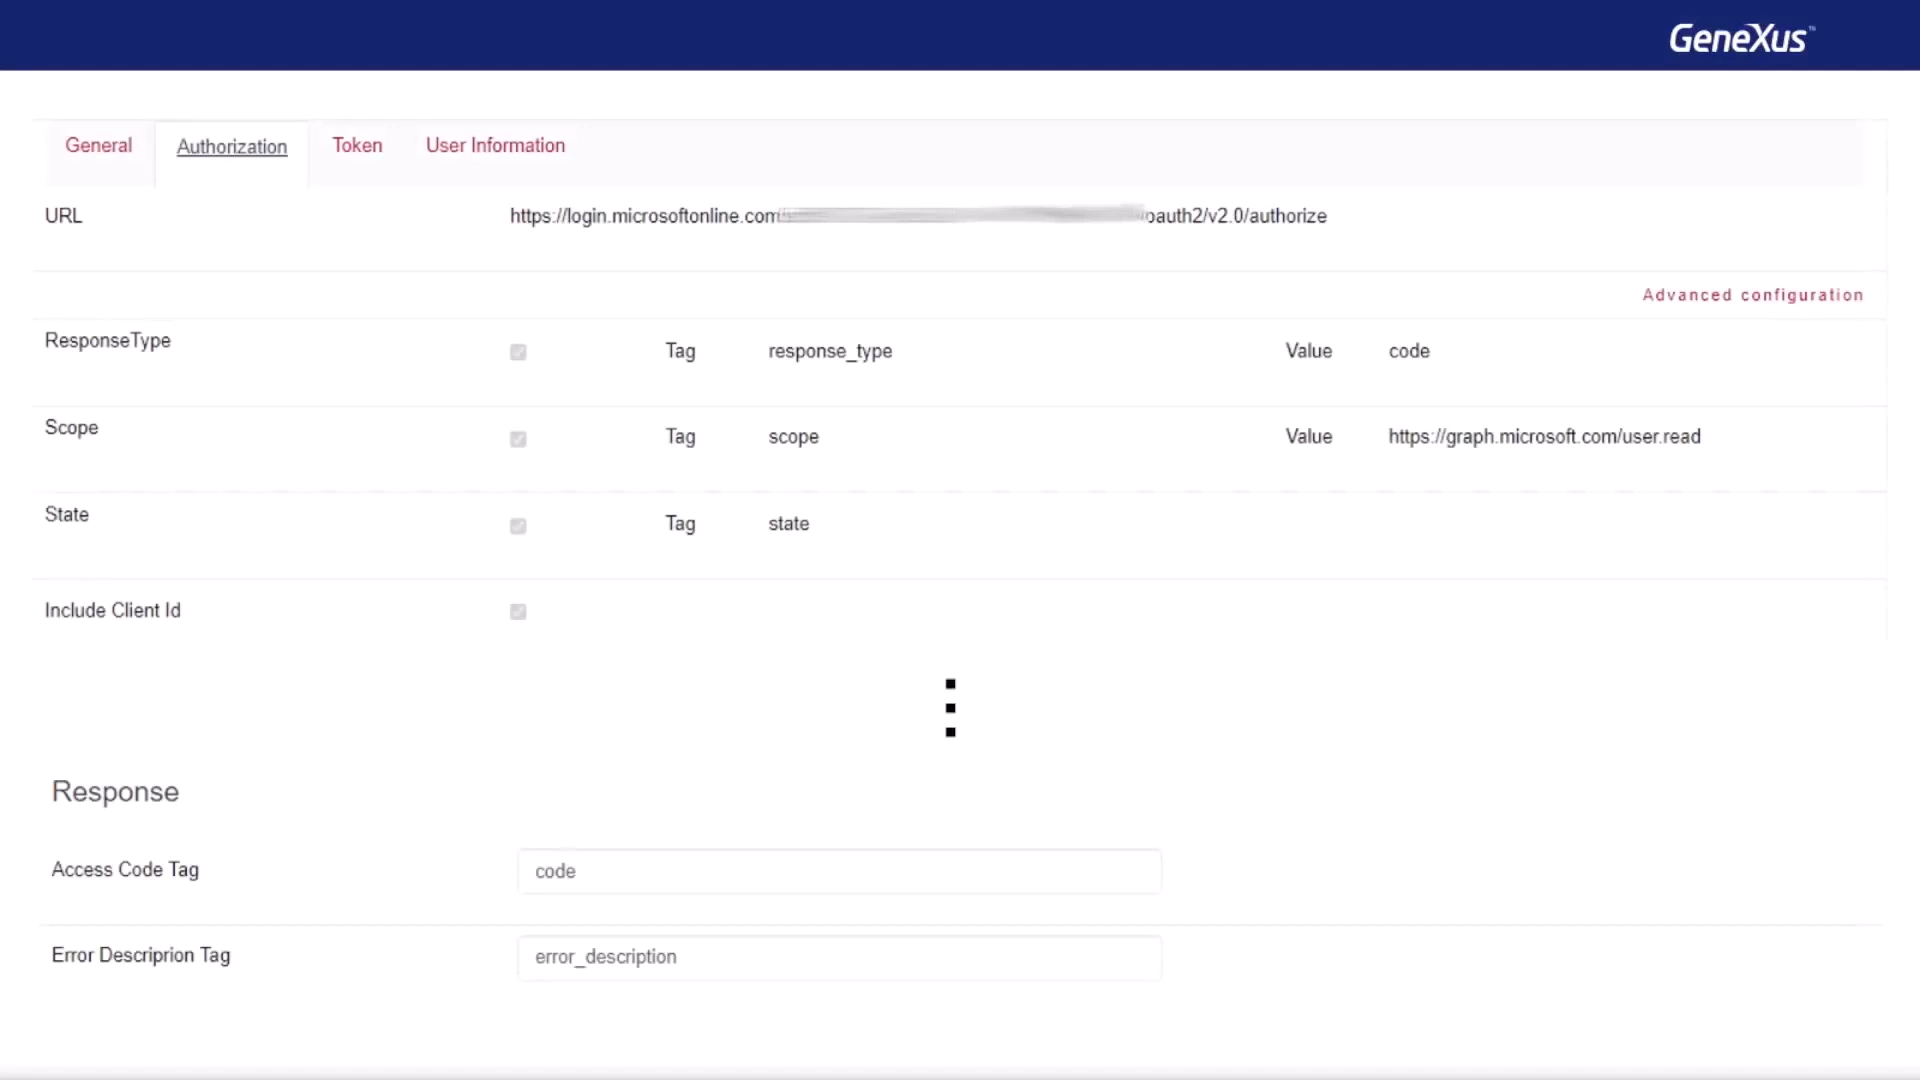 GeneXus™
General Authorization Token User Information
URL https://login.microsoftonline.com/ oauth2/v2.0/authorize
Advanced configuration
ResponseType Tag response_type Value code
Scope Tag scope Value https://graph.microsoft.com/user.read
State Tag state
Include Client Id
Response
Access Code Tag code
Error Descriprion Tag error_description